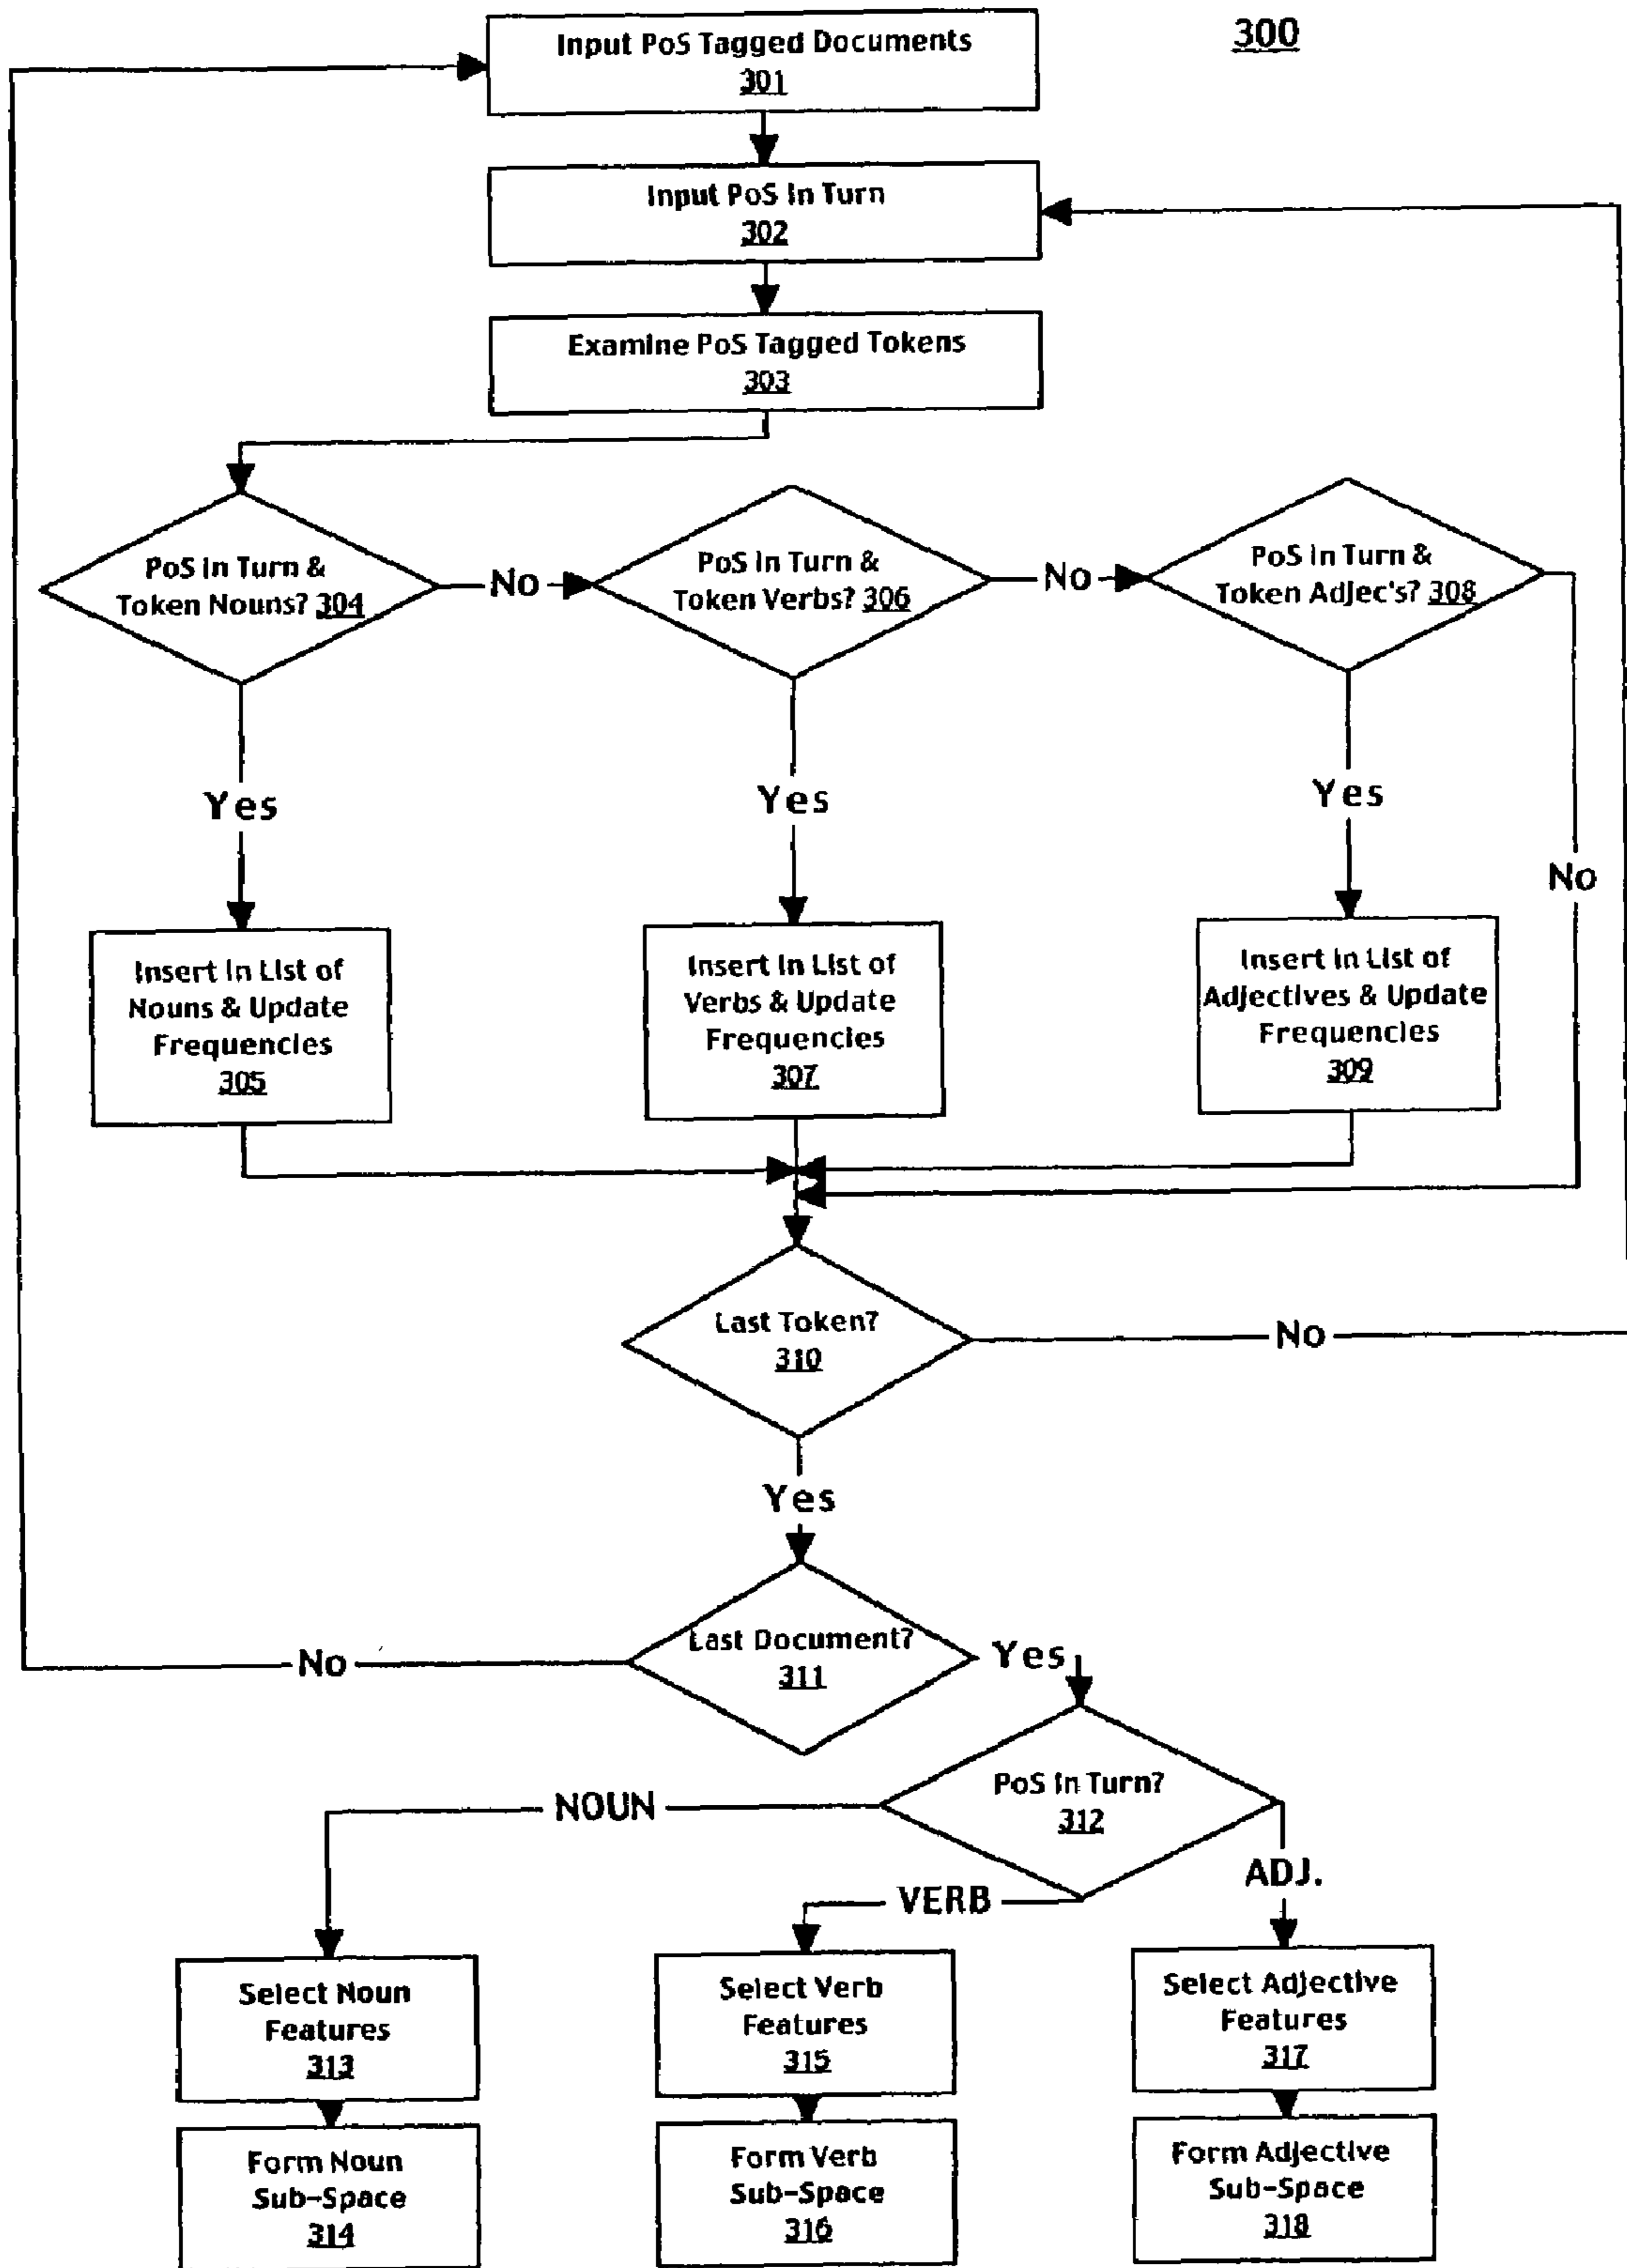 300
Input PoS Tagged Documents
301
Input PoS In Turn
302
Examine PoS Tagged Tokens
303
PoS In Turn &
Token Nouns? 304
No
PoS In Turn &
Token Verbs? 306
No
PoS In Turn &
Token Adjec's? 308
Yes
Yes
Yes
No
Insert In List of
Nouns & Update
Frequencies
305
Insert In List of
Verbs & Update
Frequencies
307
Insert In List of
Adjectives & Update
Frequencies
309
Last Token?
310
No
Yes
Last Document?
311
No
Yes
PoS In Turn?
312
NOUN
VERB
ADJ.
Select Noun
Features
313
Select Verb
Features
315
Select Adjective
Features
317
Form Noun
Sub-Space
314
Form Verb
Sub-Space
316
Form Adjective
Sub-Space
318